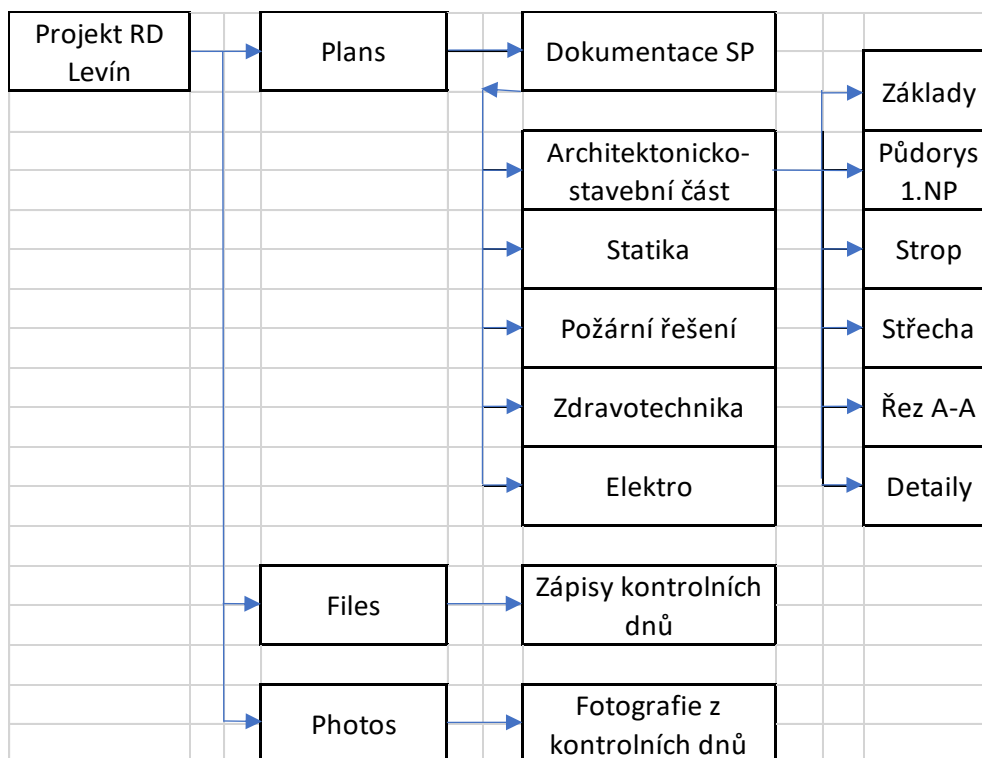 Projekt RD
Levín
Plans
Dokumentace SP
Základy
Architektonicko-
stavební část
Půdorys
1.NP
Statika
Strop
Požární řešení
Střecha
Zdravotechnika
Řez A-A
Elektro
Detaily
Files
Zápisy kontrolních
dnů
Photos
Fotografie z
kontrolních dnů